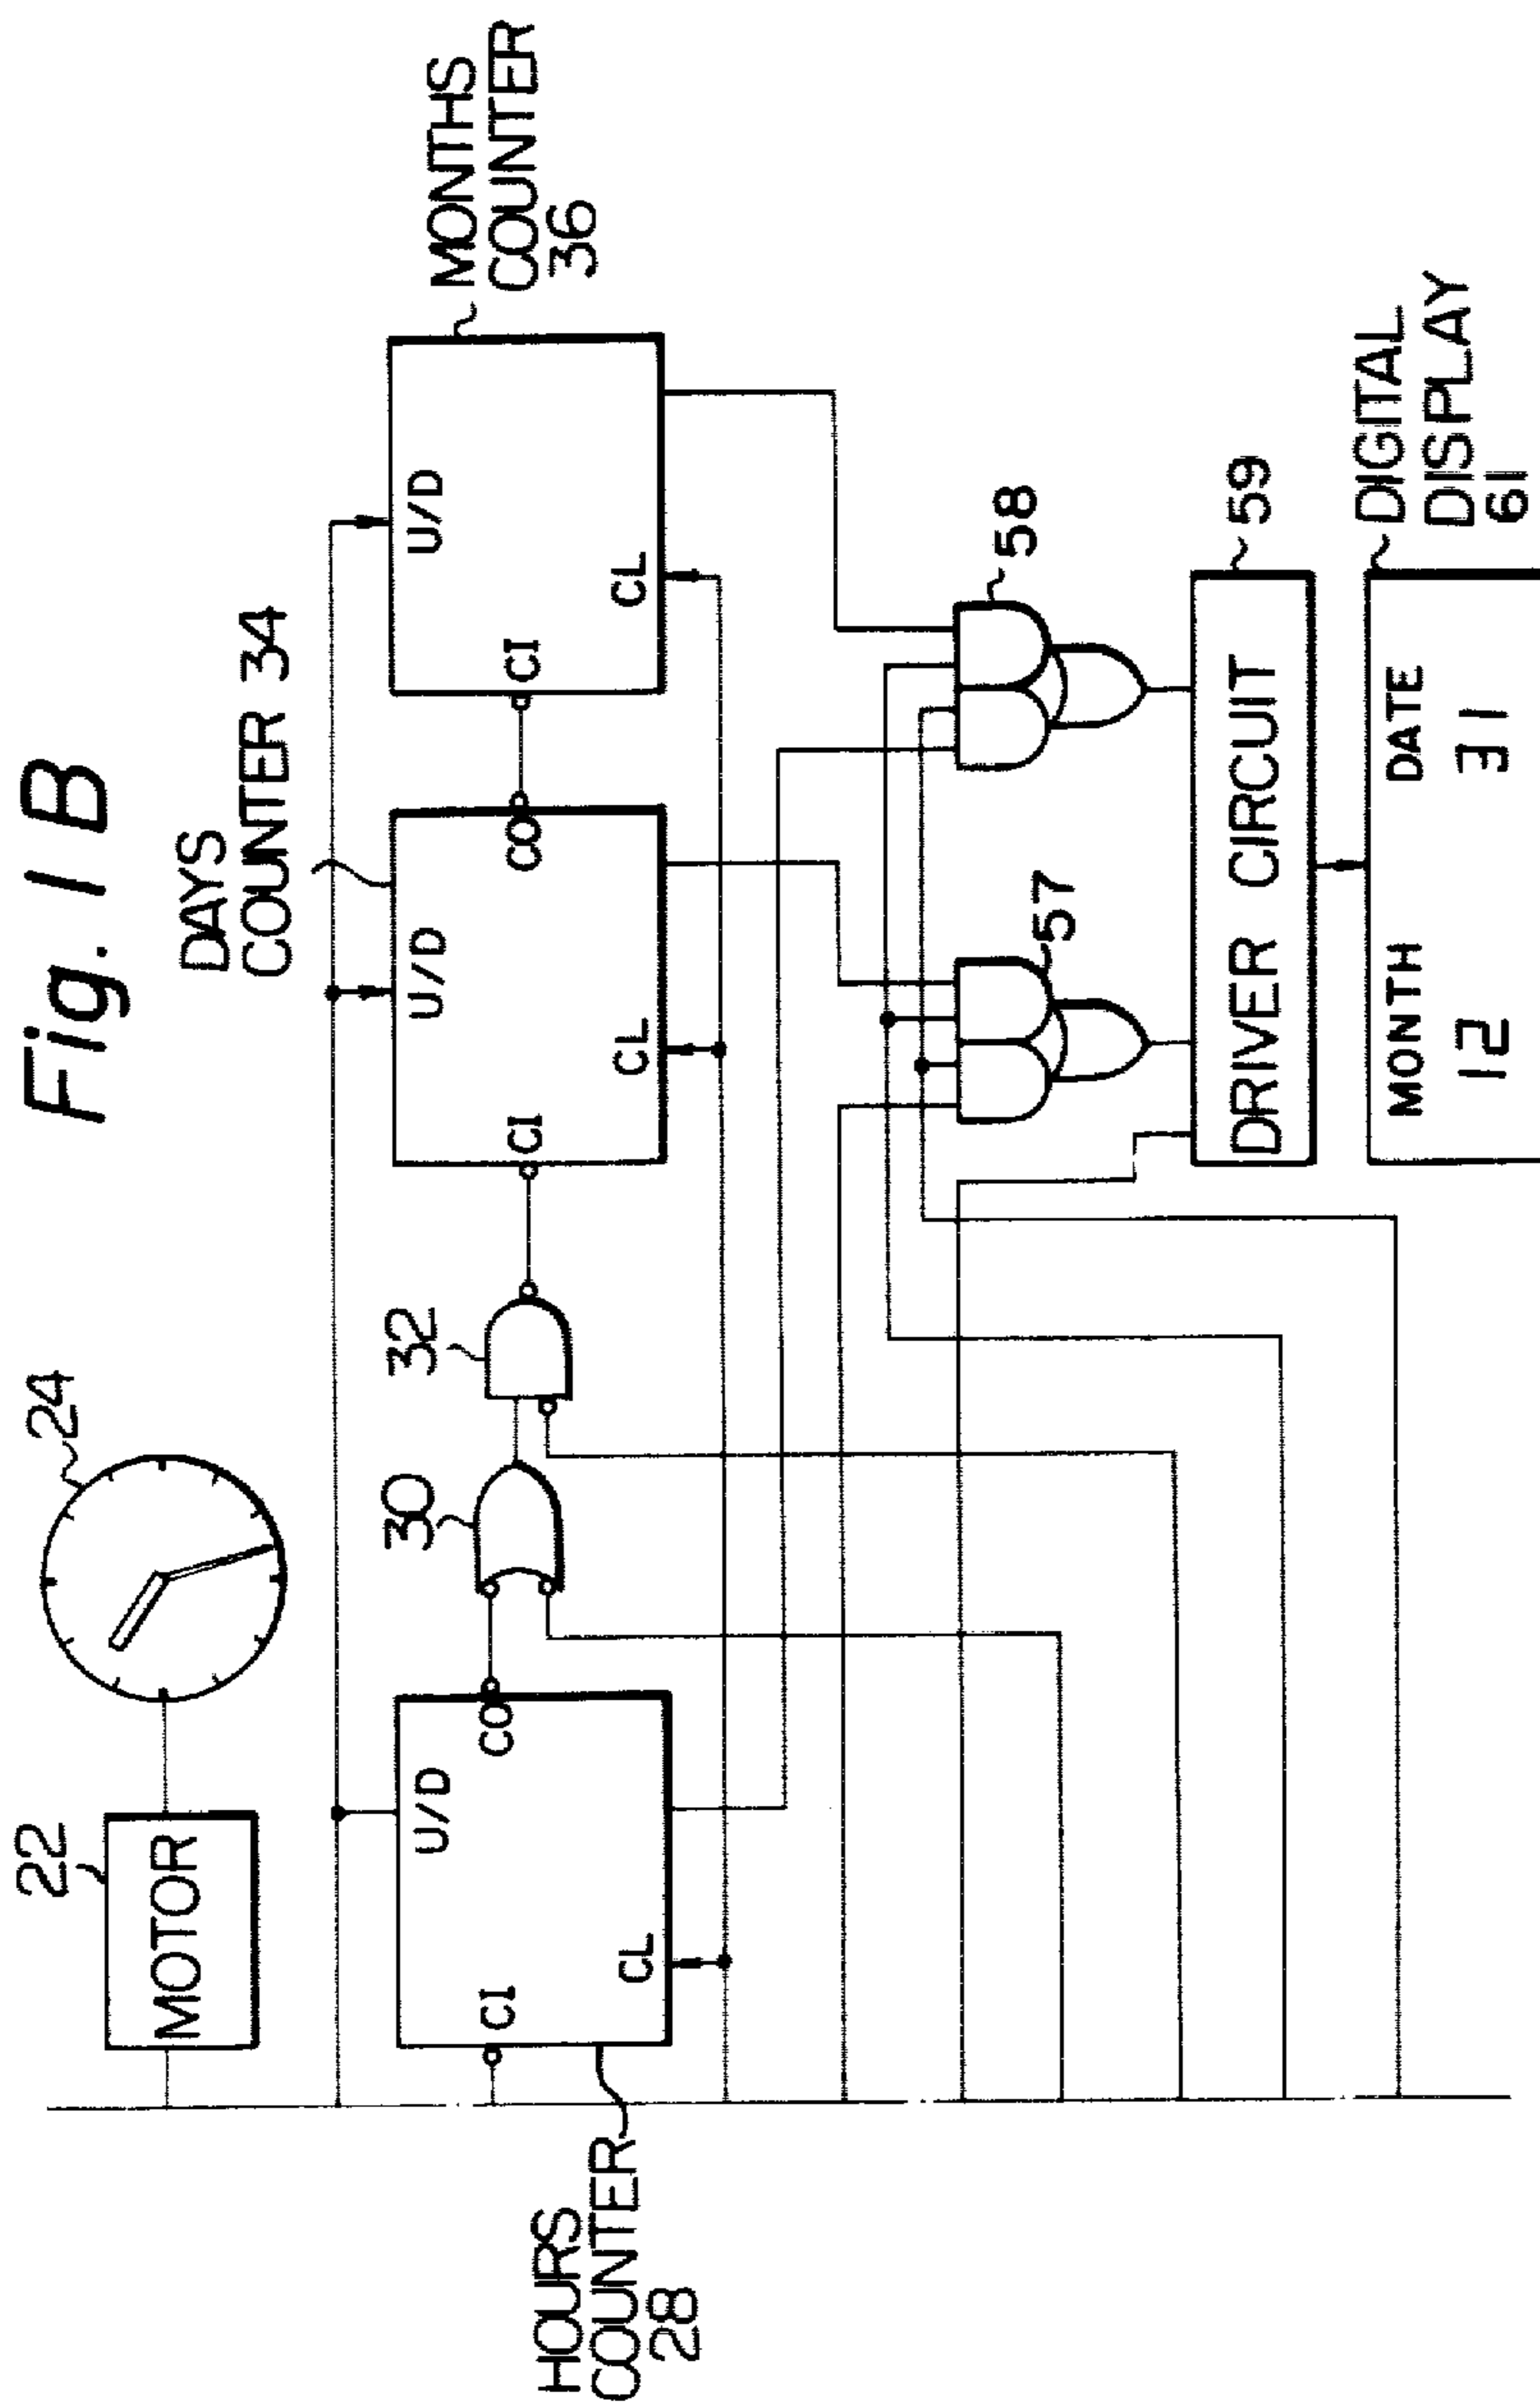 Fig. 1 B
22
MOTOR
24
DAYS
COUNTER 34
MONTHS
COUNTER
36
HOURS
COUNTER
28
U/D
CI
CO
CL
30
32
U/D
CI
CO
CL
U/D
CI
CL
57
58
DRIVER CIRCUIT
59
MONTH
DATE
12
31
DIGITAL
DISPLAY
61